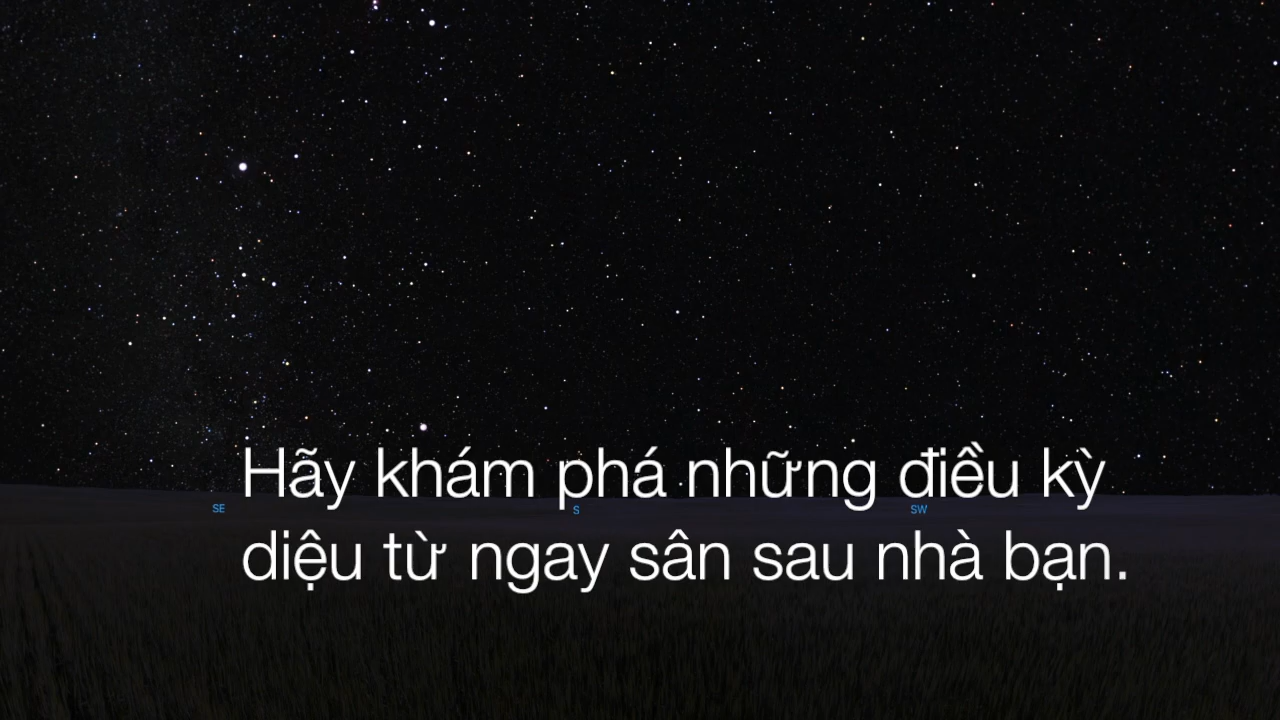 Hãy khám phá những điều kỳ
SE S SW
diệu từ ngay sân sau nhà bạn.